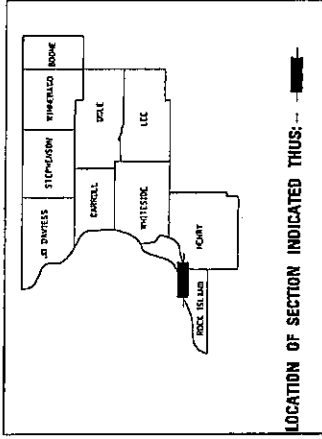 JO DAVIESS
STEPHENSON
WINNEBAGO
BOONE
CARROLL
OGLE
WHITESIDE
LEE
ROCK ISLAND
HENRY
LOCATION OF SECTION INDICATED THUS:-